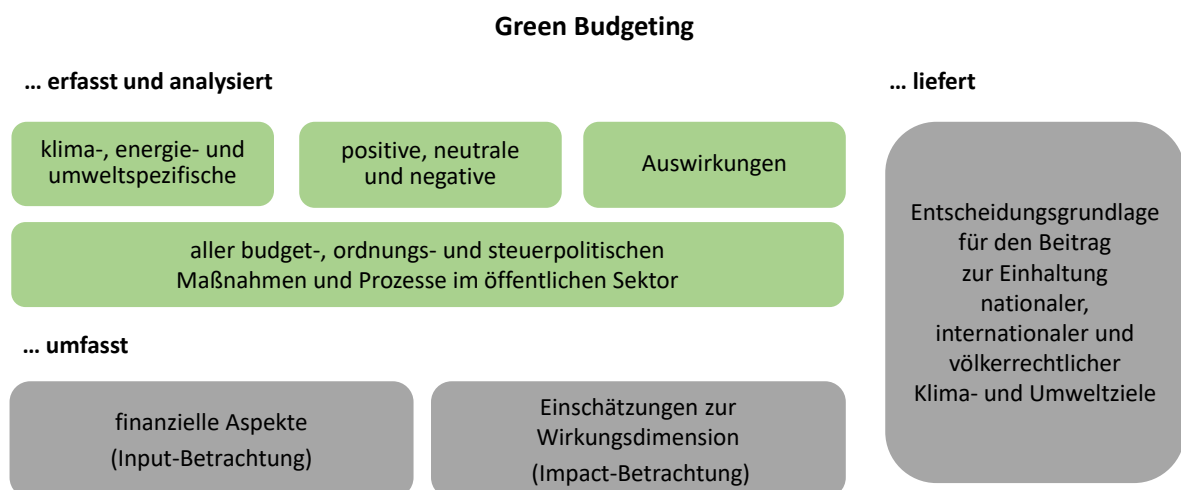 Green Budgeting
... erfasst und analysiert
klima-, energie- und
umweltspezifische
positive, neutrale
und negative
Auswirkungen
aller budget-, ordnungs- und steuerpolitischen
Maßnahmen und Prozesse im öffentlichen Sektor
... umfasst
finanzielle Aspekte
(Input-Betrachtung)
Einschätzungen zur
Wirkungsdimension
(Impact-Betrachtung)
... liefert
Entscheidungsgrundlage
für den Beitrag
zur Einhaltung
nationaler,
internationaler und
völkerrechtlicher
Klima- und Umweltziele